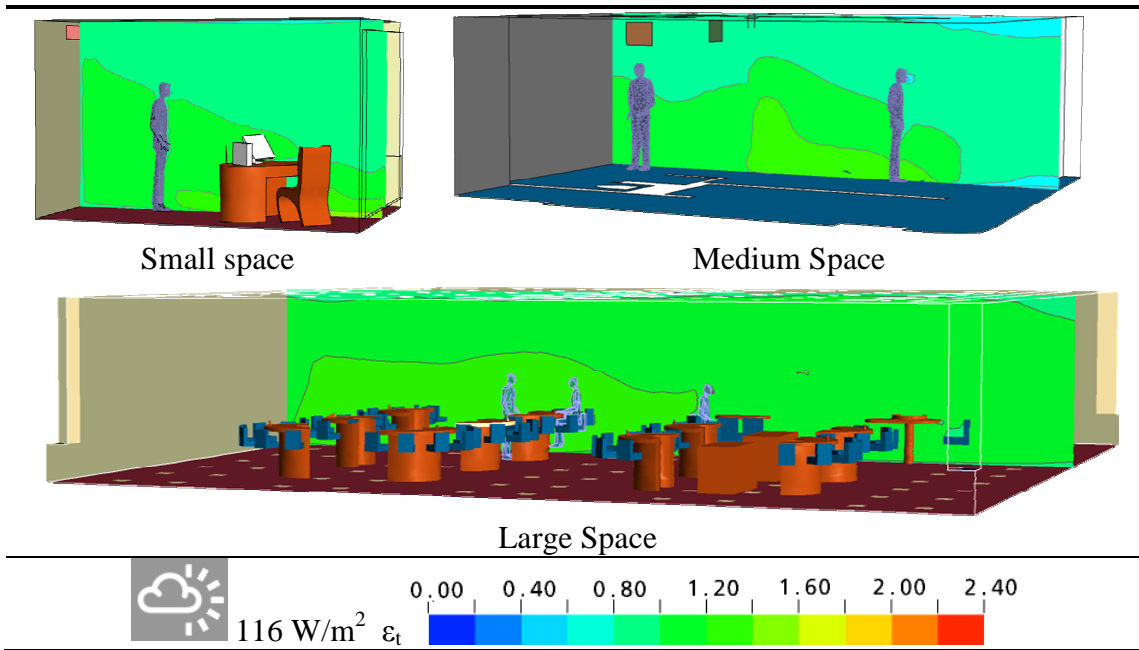 Small space
Medium Space
Large Space
0.00 0.40 0.80 1.20 1.60 2.00 2.40
116 W/m² εt